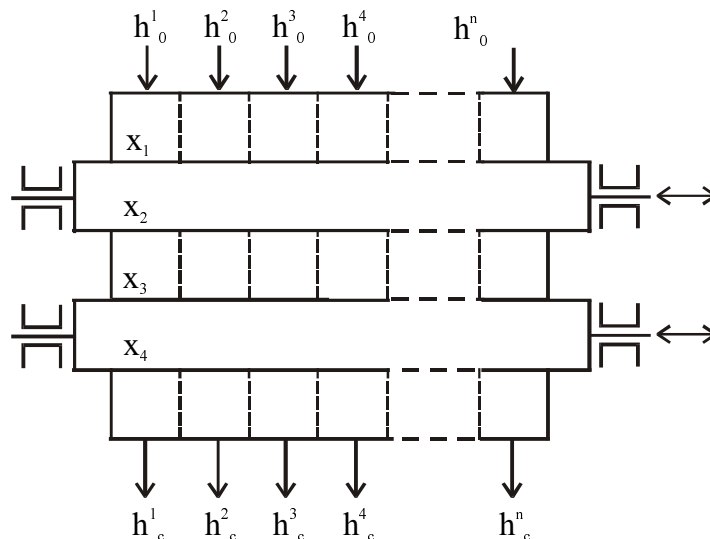 h¹₀ h²₀ h³₀ h⁴₀ hⁿ₀
x₁
x₂
x₃
x₄
h¹c h²c h³c h⁴c hⁿc